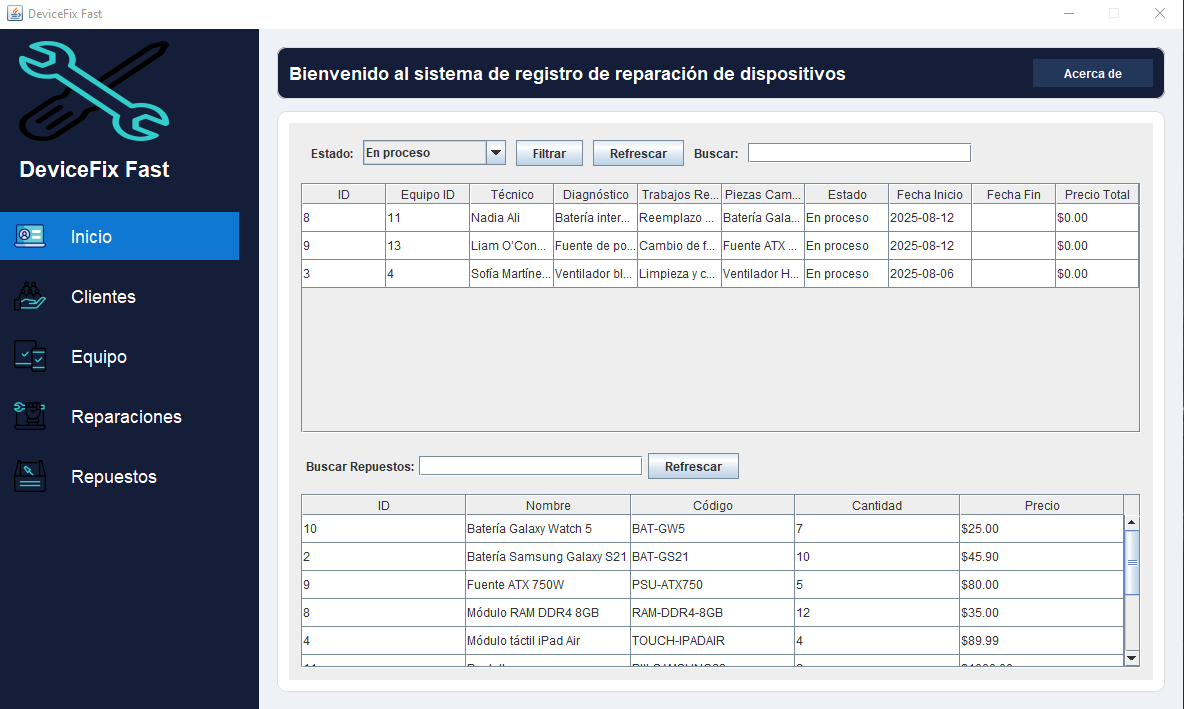 DeviceFix Fast
DeviceFix Fast
Inicio
Clientes
Equipo
Reparaciones
Repuestos
Bienvenido al sistema de registro de reparación de dispositivos
Acerca de
Estado: En proceso Filtrar Refrescar Buscar:
ID Equipo ID Técnico Diagnóstico Trabajos Re... Piezas Cam... Estado Fecha Inicio Fecha Fin Precio Total
8 11 Nadia Ali Batería inter... Reemplazo ... Batería Gala... En proceso 2025-08-12 $0.00
9 13 Liam O'Con... Fuente de po... Cambio de f... Fuente ATX ... En proceso 2025-08-12 $0.00
3 4 Sofía Martíne... Ventilador bl... Limpieza y c... Ventilador H... En proceso 2025-08-06 $0.00
Buscar Repuestos: Refrescar
ID Nombre Código Cantidad Precio
10 Batería Galaxy Watch 5 BAT-GW5 7 $25.00
2 Batería Samsung Galaxy S21 BAT-GS21 10 $45.90
9 Fuente ATX 750W PSU-ATX750 5 $80.00
8 Módulo RAM DDR4 8GB RAM-DDR4-8GB 12 $35.00
4 Módulo táctil iPad Air TOUCH-IPADAIR 4 $89.99